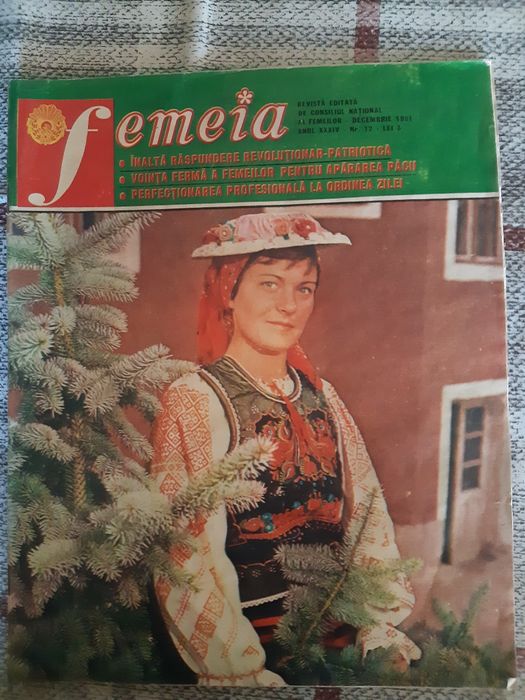 femeia
REVISTĂ EDITATĂ
DE CONSILIUL NAȚIONAL
AL FEMEILOR - DECEMBRIE 1981
ANUL XXXIV Nr. 12 - LEI 5
• ÎNALTĂ RĂSPUNDERE REVOLUȚIONAR-PATRIOTICĂ
• VOINȚA FERMĂ A FEMEILOR PENTRU APĂRAREA PĂCII
• PERFECȚIONAREA PROFESIONALĂ LA ORDINEA ZILEI